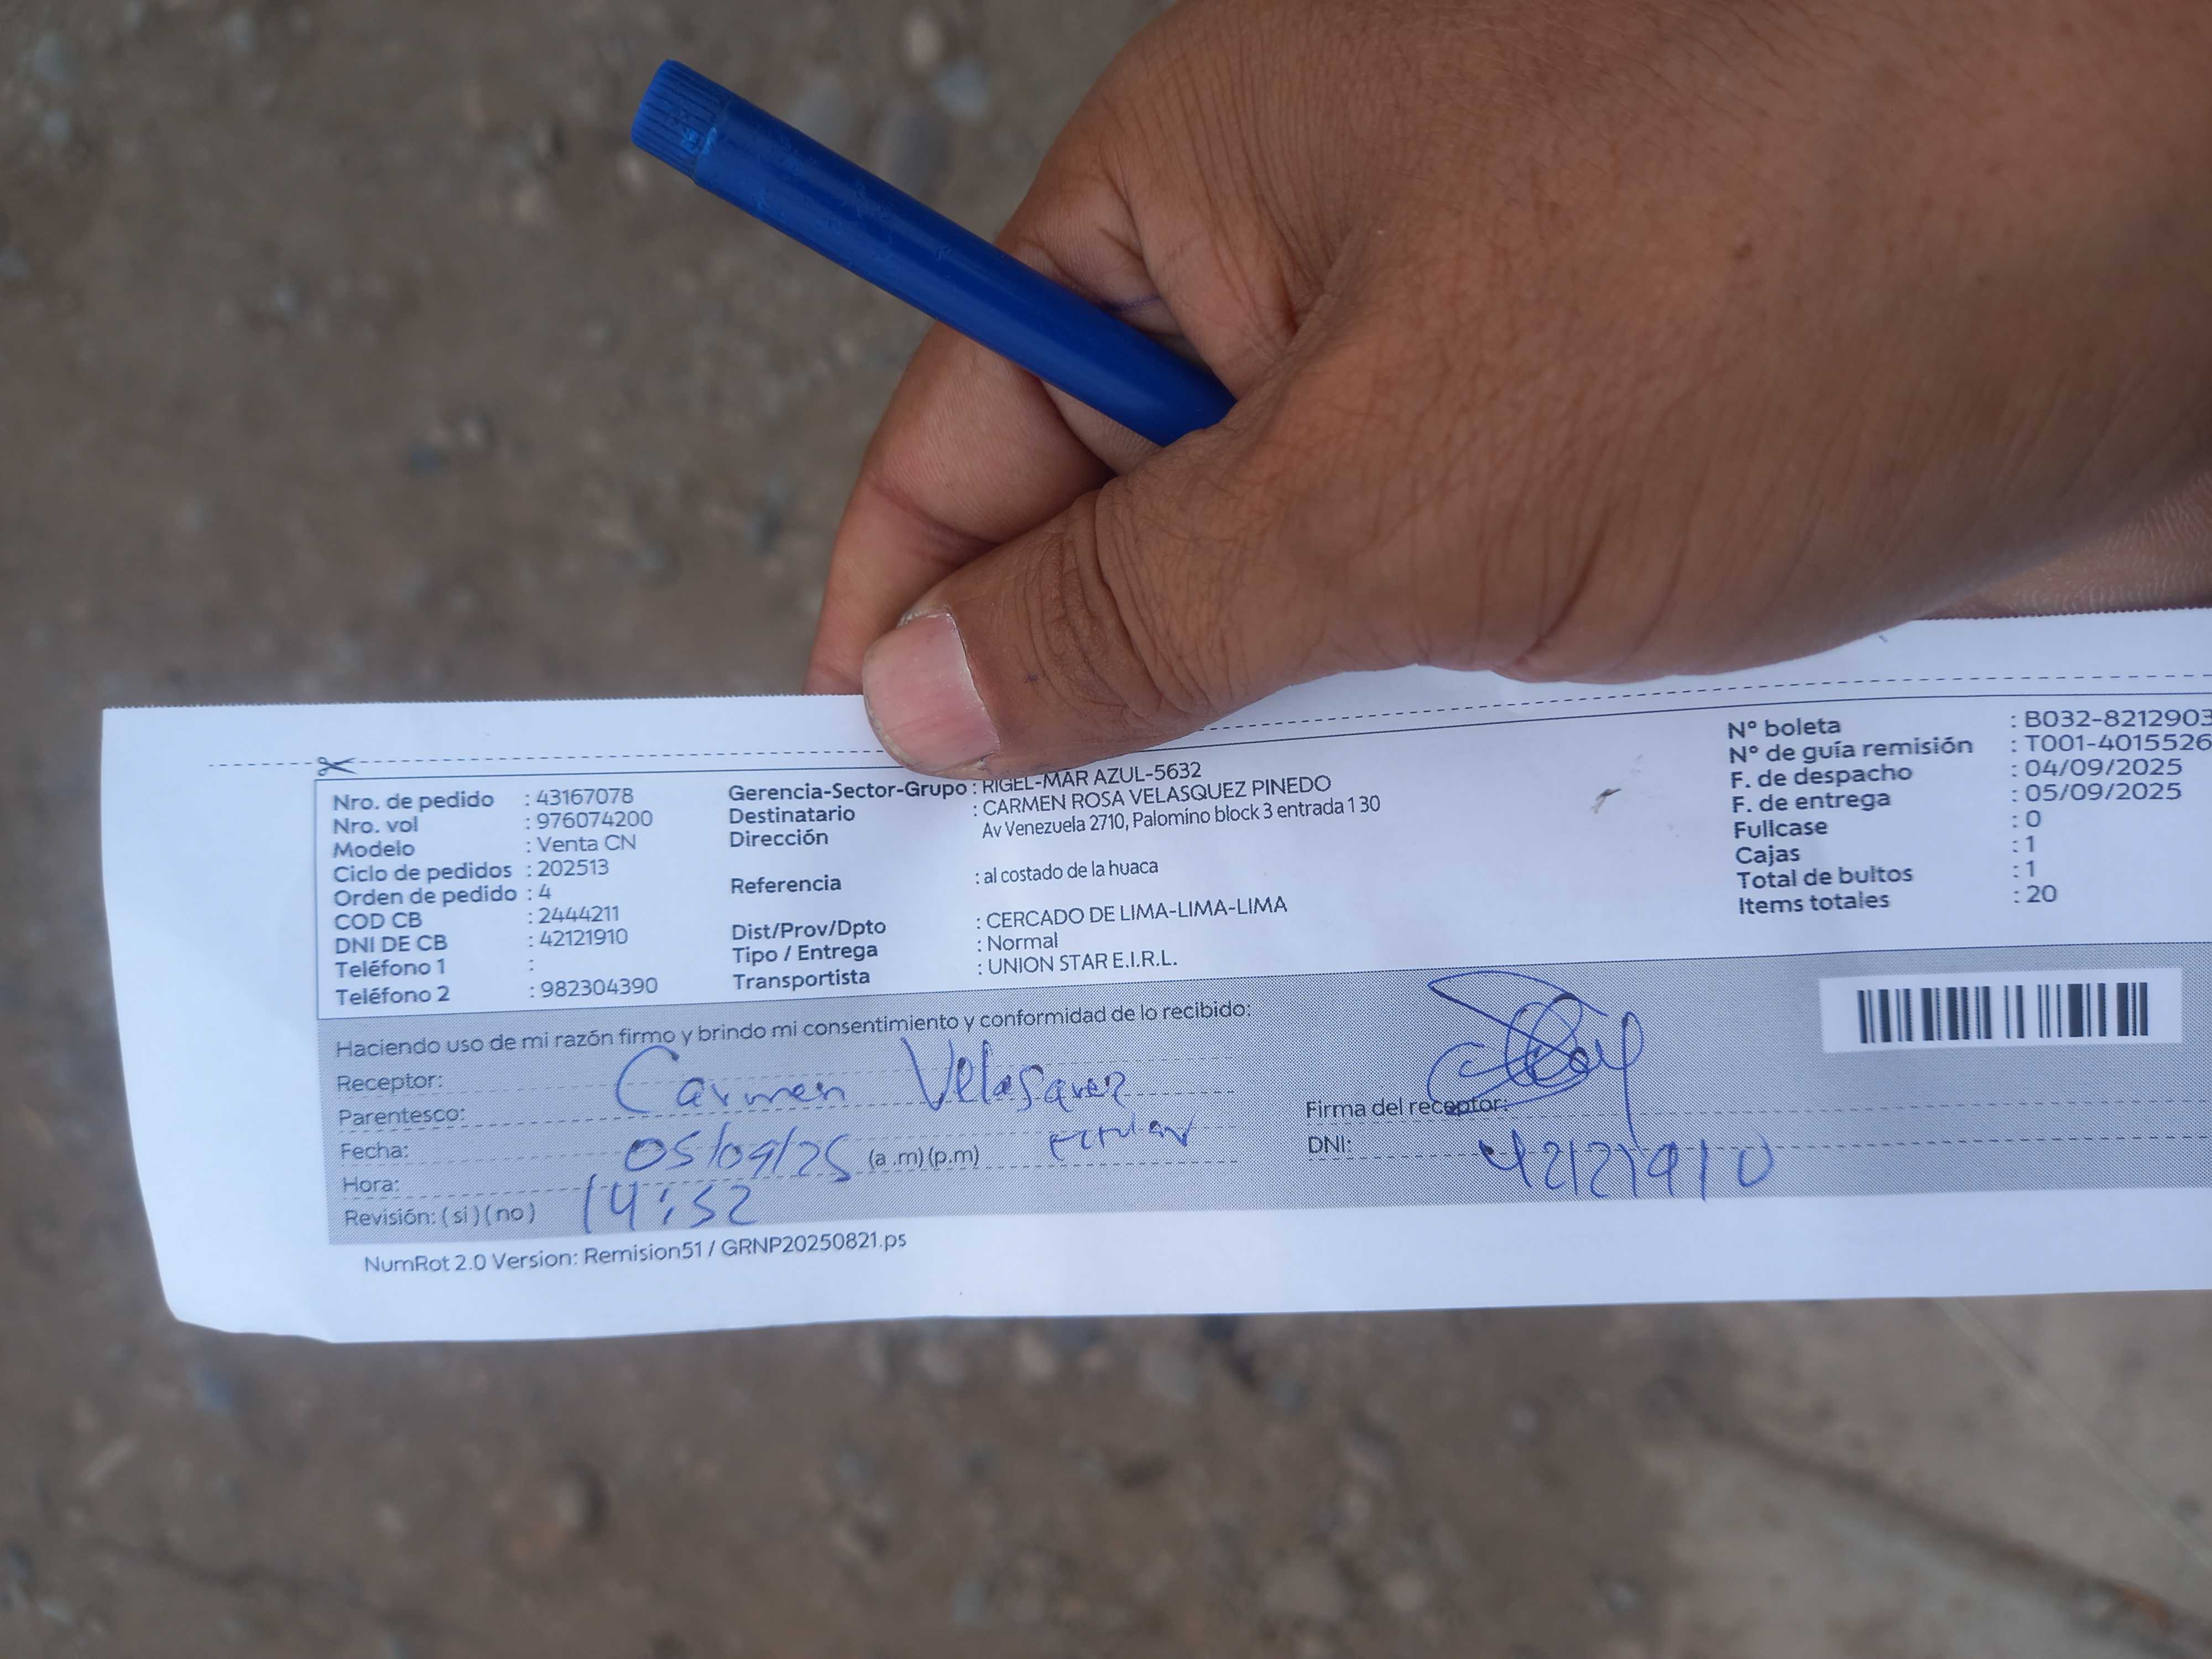 Nro. de pedido : 43167078
Nro. vol : 976074200
Modelo : Venta CN
Ciclo de pedidos : 202513
Orden de pedido : 4
COD CB : 2444211
DNI DE CB : 42121910
Teléfono 1 :
Teléfono 2 : 982304390
Gerencia-Sector-Grupo : RIGEL-MAR AZUL-5632
Destinatario : CARMEN ROSA VELASQUEZ PINEDO
Dirección Av Venezuela 2710, Palomino block 3 entrada 1 30
Referencia : al costado de la huaca
Dist/Prov/Dpto : CERCADO DE LIMA-LIMA-LIMA
Tipo / Entrega : Normal
Transportista : UNION STAR E.I.R.L.
N° boleta : B032-8212903
N° de guía remisión : T001-4015526
F. de despacho : 04/09/2025
F. de entrega : 05/09/2025
Fullcase : 0
Cajas : 1
Total de bultos : 1
Items totales : 20
Haciendo uso de mi razón firmo y brindo mi consentimiento y conformidad de lo recibido:
Receptor: Carmen Velasquez
Parentesco: titular
Fecha: 05/09/25 (a .m) (p.m)
Hora: 14:52
Revisión: ( si ) ( no )
Firma del receptor:
DNI: 42121910
NumRot 2.0 Version: Remision51 / GRNP20250821.ps